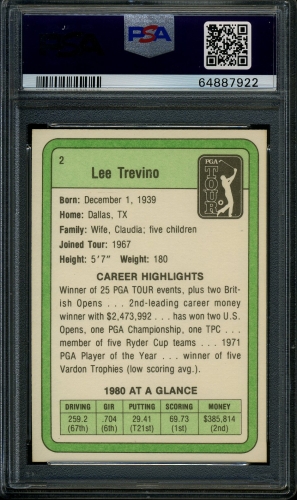 PSA
64887922
2
Lee Trevino
PGA
TOUR
Born: December 1, 1939
Home: Dallas, TX
Family: Wife, Claudia; five children
Joined Tour: 1967
Height: 5'7" Weight: 180
CAREER HIGHLIGHTS
Winner of 25 PGA TOUR events, plus two Brit-
ish Opens . . . 2nd-leading career money
winner with $2,473,992 . . . has won two U.S.
Opens, one PGA Championship, one TPC . . .
member of five Ryder Cup teams . . . 1971
PGA Player of the Year . . . winner of five
Vardon Trophies (low scoring avg.).
1980 AT A GLANCE
DRIVING GIR PUTTING SCORING MONEY
259.2 .704 29.41 69.73 $385,814
(67th) (6th) (T21st) (1st) (2nd)